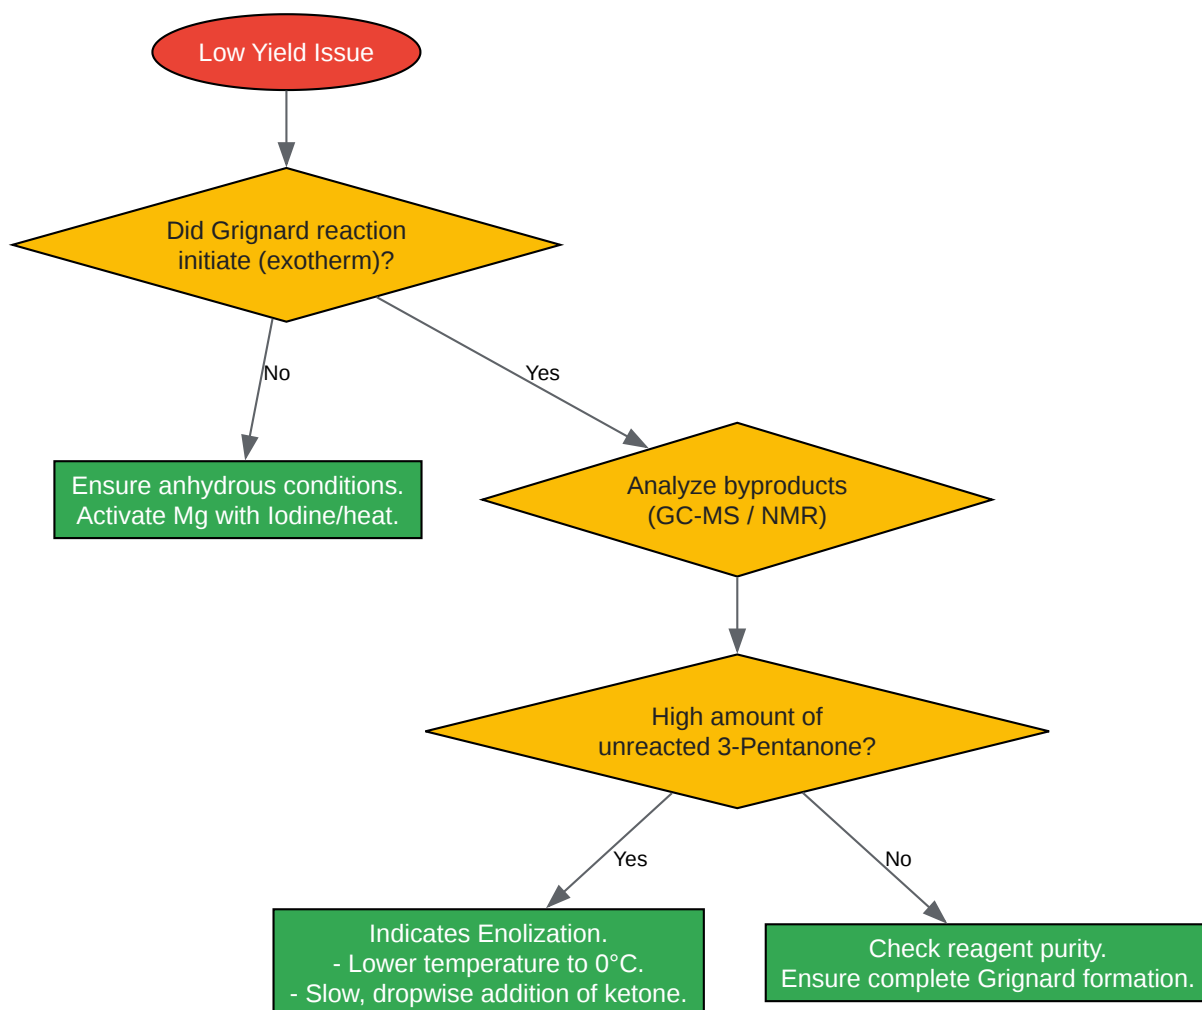 Low Yield Issue
Did Grignard reaction
initiate (exotherm)?
No
Yes
Ensure anhydrous conditions.
Activate Mg with Iodine/heat.
Analyze byproducts
(GC-MS / NMR)
High amount of
unreacted 3-Pentanone?
Yes
No
Indicates Enolization.
- Lower temperature to 0°C.
- Slow, dropwise addition of ketone.
Check reagent purity.
Ensure complete Grignard formation.